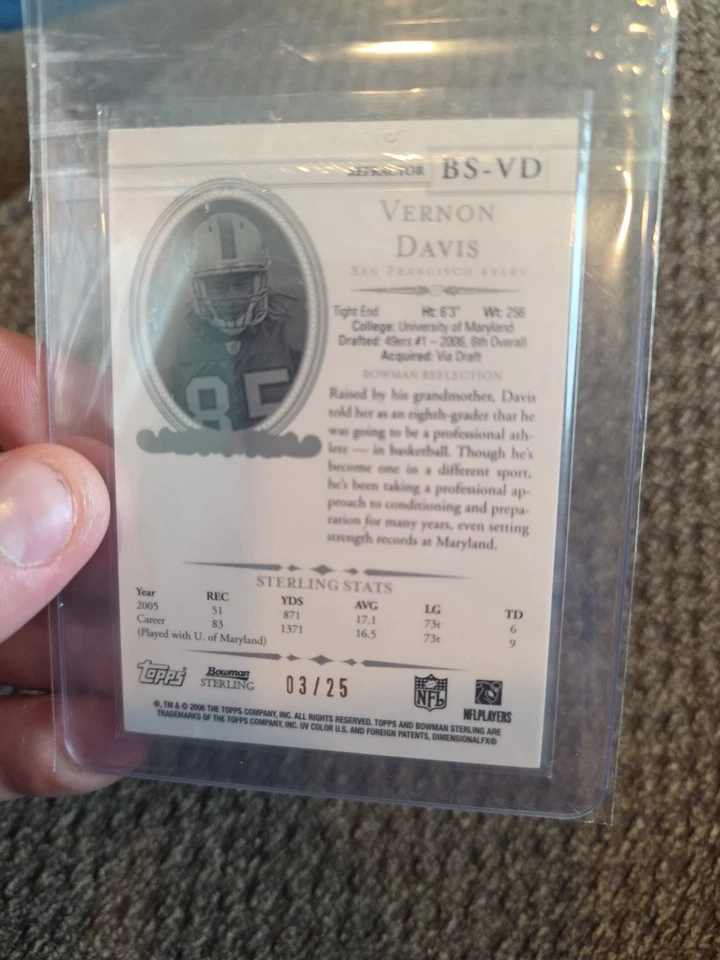 REFRACTOR BS-VD
VERNON
DAVIS
SAN FRANCISCO 49ERS
Tight End Ht: 6'3" Wt: 256
College: University of Maryland
Drafted: 49ers #1 – 2006, 6th Overall
Acquired: Via Draft
BOWMAN REFLECTION
Raised by his grandmother, Davis
told her as an eighth-grader that he
was going to be a professional ath-
lete — in basketball. Though he's
become one in a different sport,
he's been taking a professional ap-
proach to conditioning and prepa-
ration for many years, even setting
strength records at Maryland.
85
STERLING STATS
Year REC YDS AVG LG TD
2005 51 871 17.1 73t 6
Career 83 1371 16.5 73t 9
(Played with U. of Maryland)
Topps Bowman STERLING 03/25 NFL NFLPLAYERS
®, TM & © 2006 THE TOPPS COMPANY, INC. ALL RIGHTS RESERVED. TOPPS AND BOWMAN STERLING ARE
TRADEMARKS OF THE TOPPS COMPANY, INC. UV COLOR U.S. AND FOREIGN PATENTS, DIMENSIONALFX®